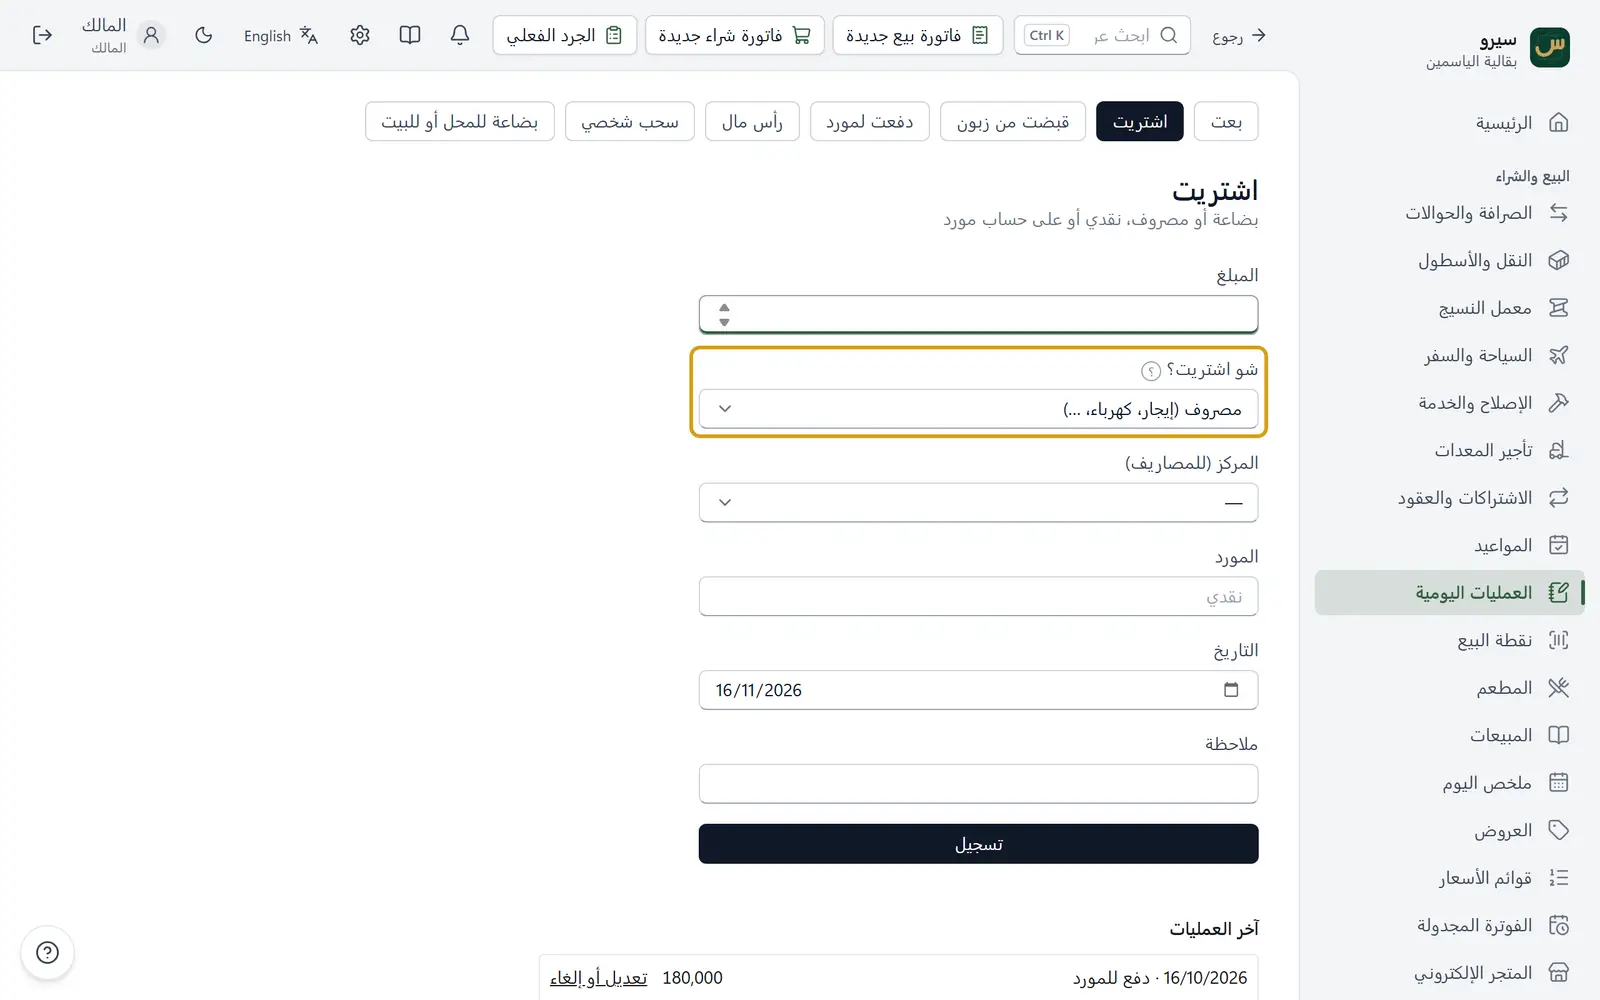 سيرو
بقالية الياسمين
رجوع
ابحث عر
Ctrl K
فاتورة بيع جديدة
فاتورة شراء جديدة
الجرد الفعلي
English
المالك
المالك
الرئيسية
البيع والشراء
الصرافة والحوالات
النقل والأسطول
معمل النسيج
السياحة والسفر
الإصلاح والخدمة
تأجير المعدات
الاشتراكات والعقود
المواعيد
العمليات اليومية
نقطة البيع
المطعم
المبيعات
ملخص اليوم
العروض
قوائم الأسعار
الفوترة المجدولة
المتجر الإلكتروني
بعت
اشتريت
قبضت من زبون
دفعت لمورد
رأس مال
سحب شخصي
بضاعة للمحل أو للبيت
اشتريت
بضاعة أو مصروف، نقدي أو على حساب مورد
المبلغ
شو اشتريت؟ ؟
مصروف (إيجار، كهرباء، ...)
المركز (للمصاريف)
—
المورد
نقدي
التاريخ
16/11/2026
ملاحظة
تسجيل
آخر العمليات
16/10/2026 · دفع للمورد
180,000
تعديل أو إلغاء